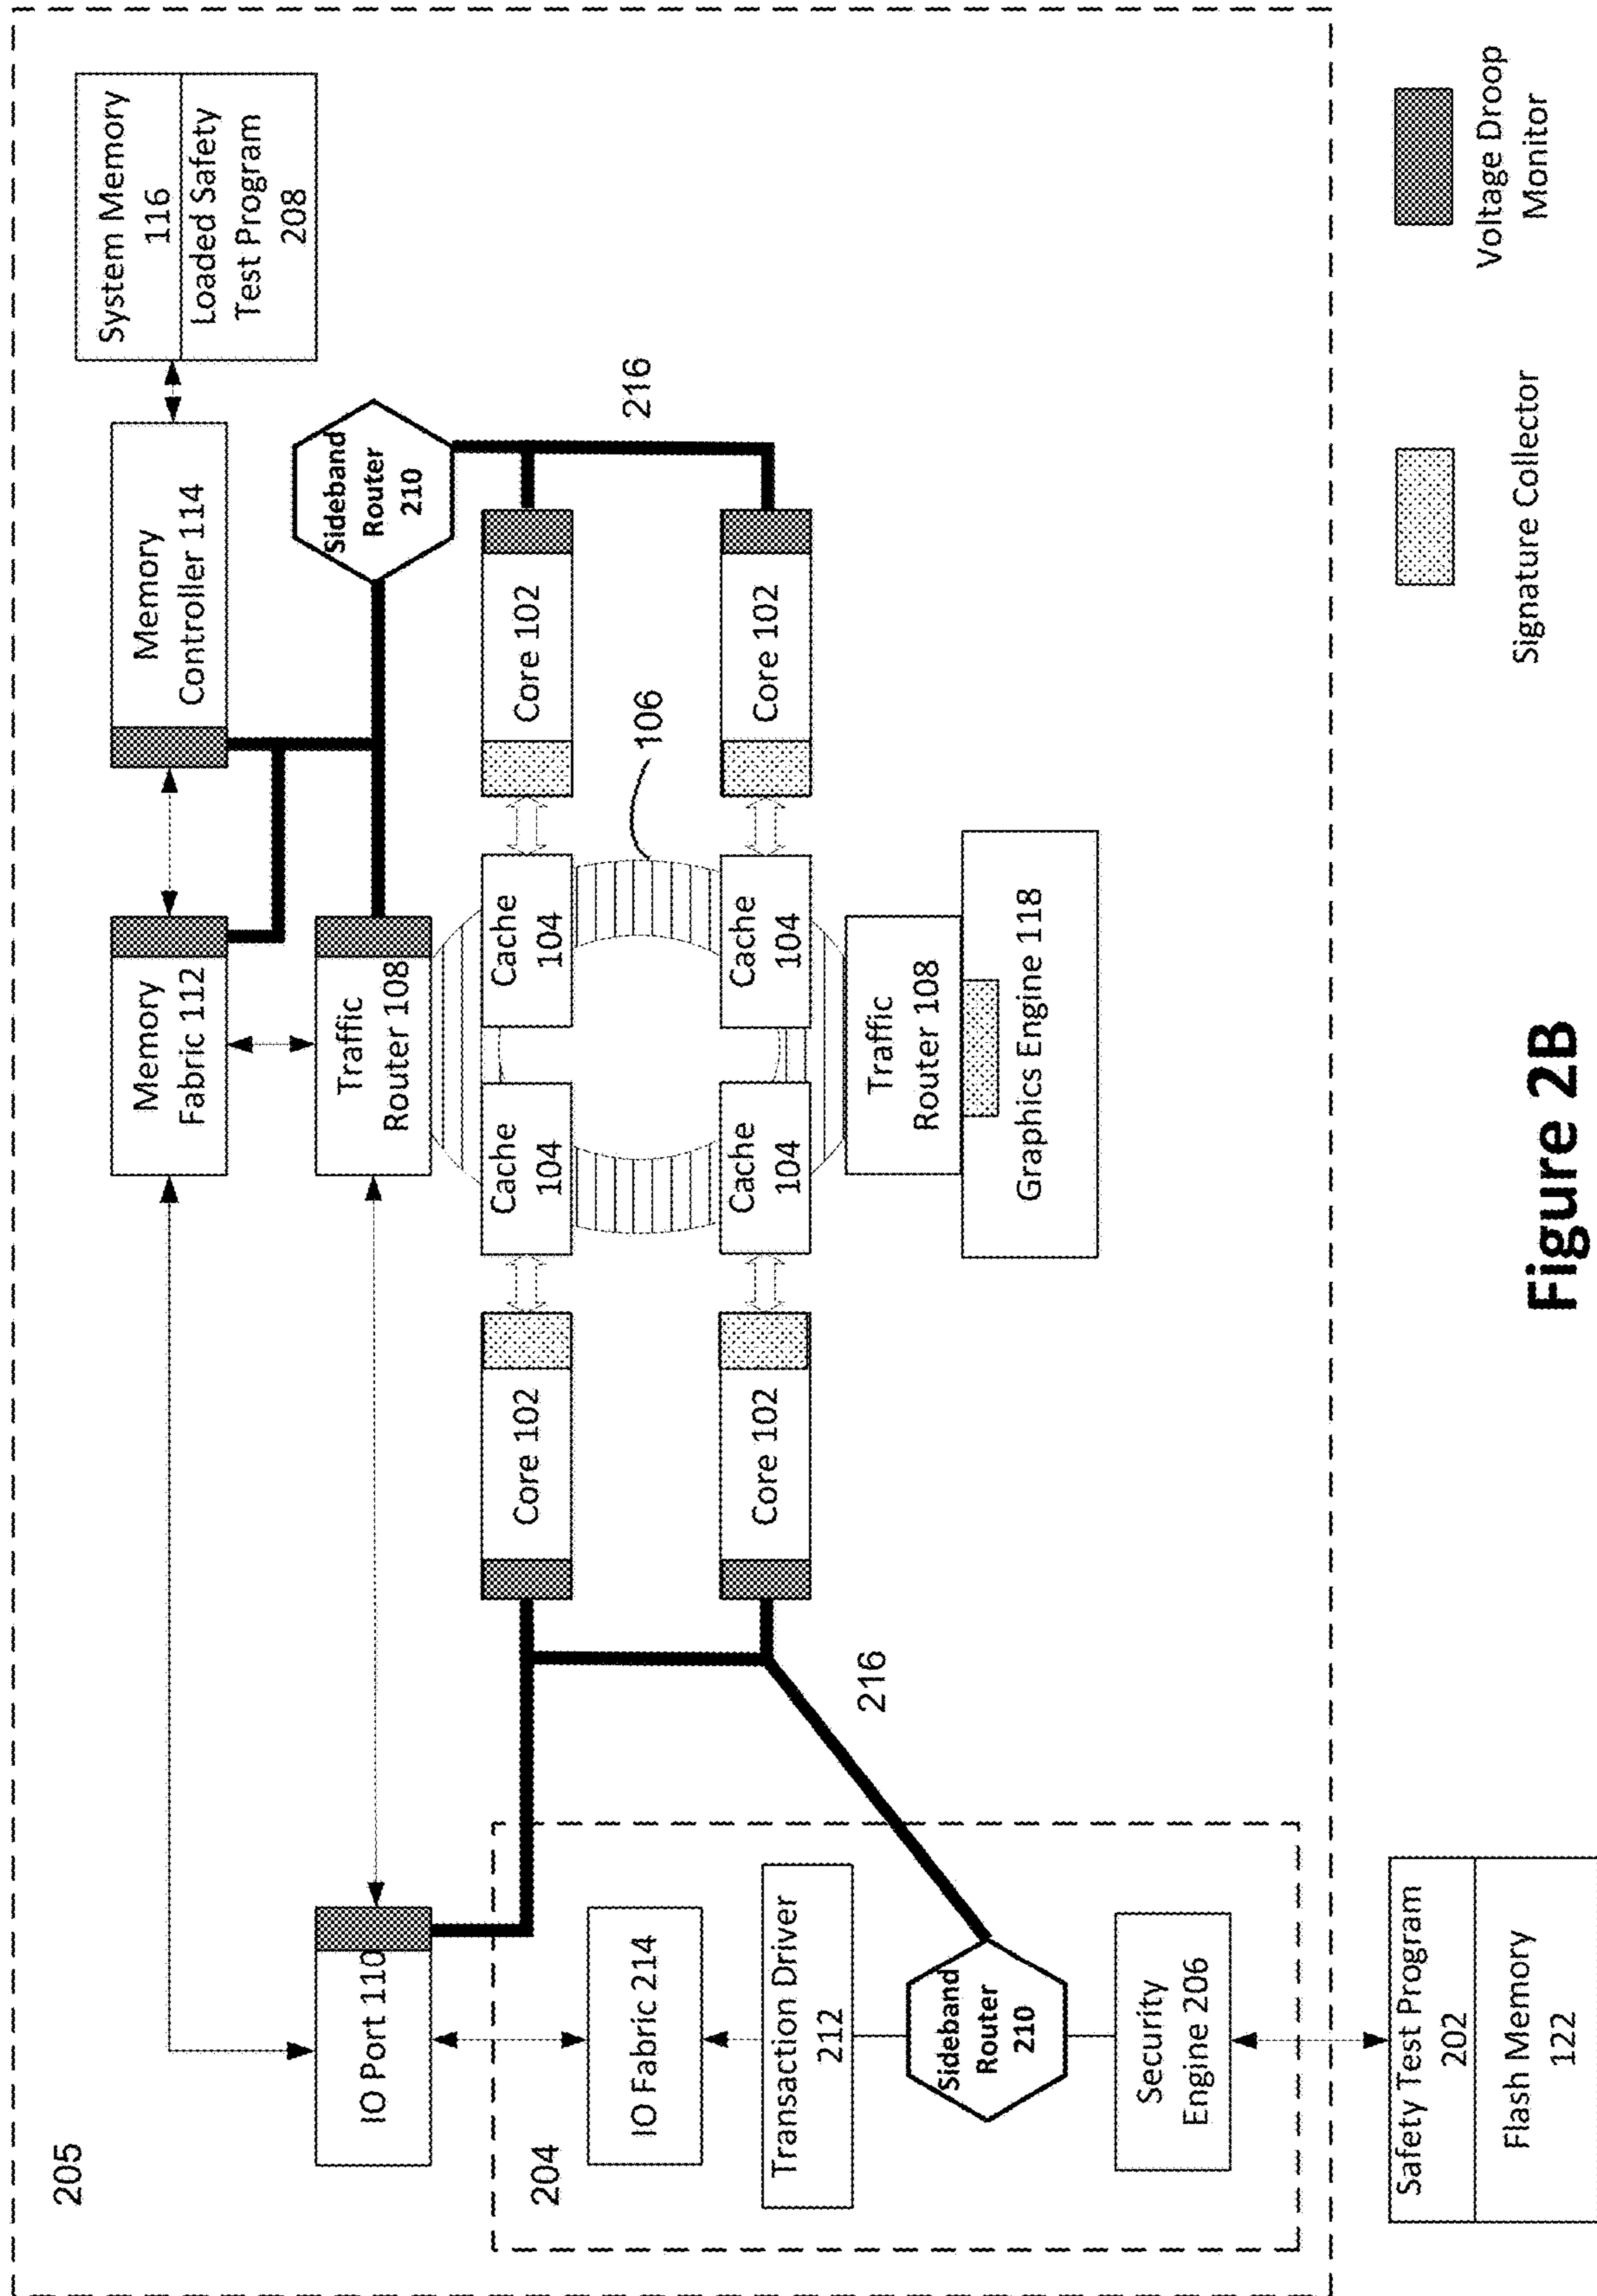 205
System Memory
116
Loaded Safety
Test Program
208
Memory
Fabric 112
Memory
Controller 114
IO Port 110
Traffic
Router 108
Sideband
Router
210
216
204
IO Fabric 214
Core 102
Cache
104
Cache
104
Core 102
106
Transaction Driver
212
Core 102
Cache
104
Cache
104
Core 102
216
Sideband
Router
210
Traffic
Router 108
Graphics Engine 118
Security
Engine 206
Safety Test Program
202
Flash Memory
122
Signature Collector
Voltage Droop
Monitor
Figure 2B